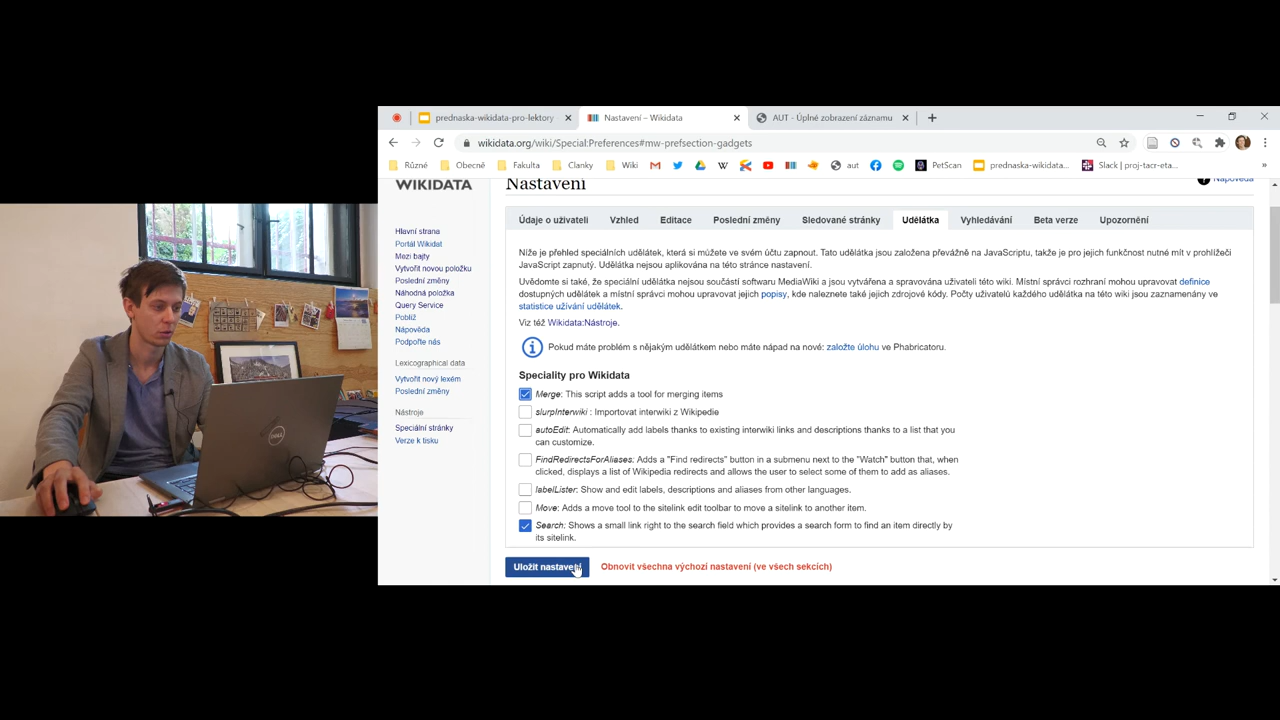 prednaska-wikidata-pro-lektory
Nastavení – Wikidata
AUT - Úplné zobrazení záznamu
wikidata.org/wiki/Special:Preferences#mw-prefsection-gadgets
Různé Obecně Fakulta Clanky Wiki aut PetScan prednaska-wikidata... Slack | proj-tacr-eta... »
WIKIDATA
Hlavní strana
Portál Wikidat
Mezi bajty
Vytvořit novou položku
Poslední změny
Náhodná položka
Query Service
Poblíž
Nápověda
Podpořte nás
Lexicographical data
Vytvořit nový lexém
Poslední změny
Nástroje
Speciální stránky
Verze k tisku
Nastavení
Nápověda
Údaje o uživateli Vzhled Editace Poslední změny Sledované stránky Udělátka Vyhledávání Beta verze Upozornění
Níže je přehled speciálních udělátek, která si můžete ve svém účtu zapnout. Tato udělátka jsou založena převážně na JavaScriptu, takže je pro jejich funkčnost nutné mít v prohlížeči
JavaScript zapnutý. Udělátka nejsou aplikována na této stránce nastavení.
Uvědomte si také, že speciální udělátka nejsou součástí softwaru MediaWiki a jsou vytvářena a spravována uživateli této wiki. Místní správci rozhraní mohou upravovat definice
dostupných udělátek a místní správci mohou upravovat jejich popisy, kde naleznete také jejich zdrojové kódy. Počty uživatelů každého udělátka na této wiki jsou zaznamenány ve
statistice užívání udělátek.
Viz též Wikidata:Nástroje.
Pokud máte problém s nějakým udělátkem nebo máte nápad na nové: založte úlohu ve Phabricatoru.
Speciality pro Wikidata
Merge: This script adds a tool for merging items
slurpInterwiki : Importovat interwiki z Wikipedie
autoEdit: Automatically add labels thanks to existing interwiki links and descriptions thanks to a list that you
can customize.
FindRedirectsForAliases: Adds a "Find redirects" button in a submenu next to the "Watch" button that, when
clicked, displays a list of Wikipedia redirects and allows the user to select some of them to add as aliases.
labelLister: Show and edit labels, descriptions and aliases from other languages.
Move: Adds a move tool to the sitelink edit toolbar to move a sitelink to another item.
Search: Shows a small link right to the search field which provides a search form to find an item directly by
its sitelink.
Uložit nastavení Obnovit všechna výchozí nastavení (ve všech sekcích)
DELL